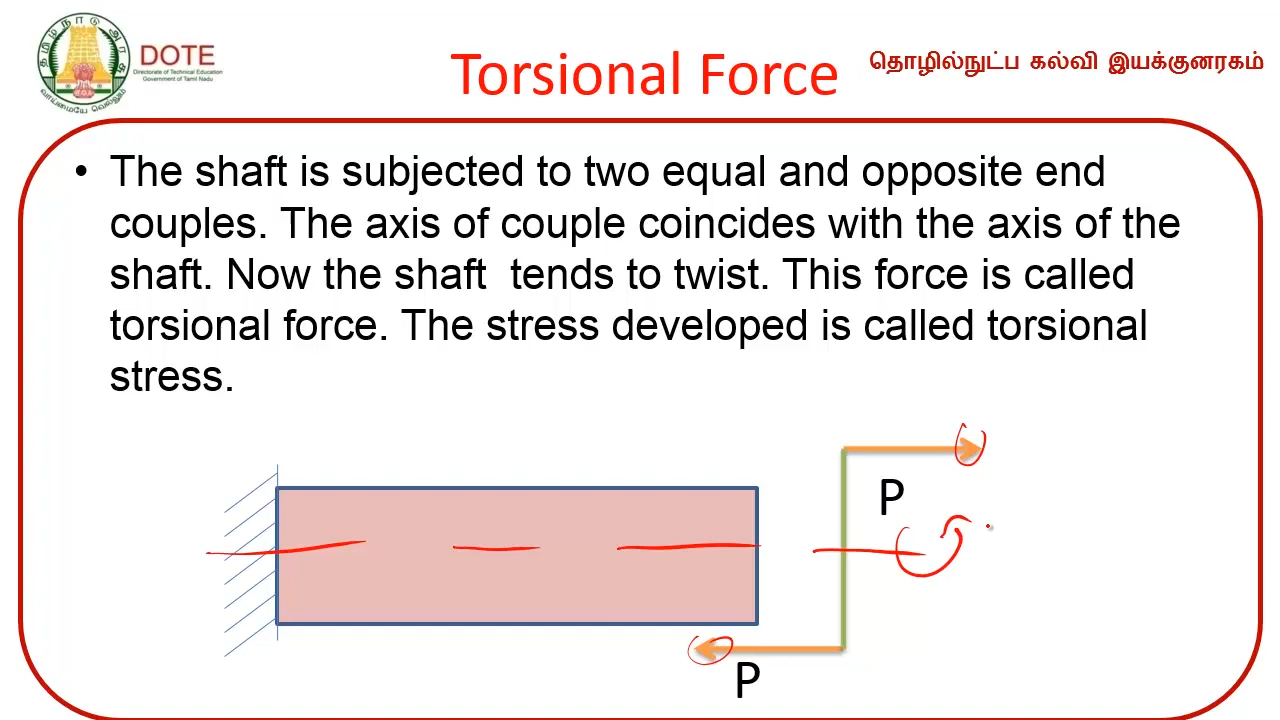 தமிழ்நாடு அரசு
வாய்மையே வெல்லும்
DOTE
Directorate of Technical Education
Government of Tamil Nadu
Torsional Force
தொழில்நுட்ப கல்வி இயக்குனரகம்
• The shaft is subjected to two equal and opposite end
couples. The axis of couple coincides with the axis of the
shaft. Now the shaft tends to twist. This force is called
torsional force. The stress developed is called torsional
stress.
P
P